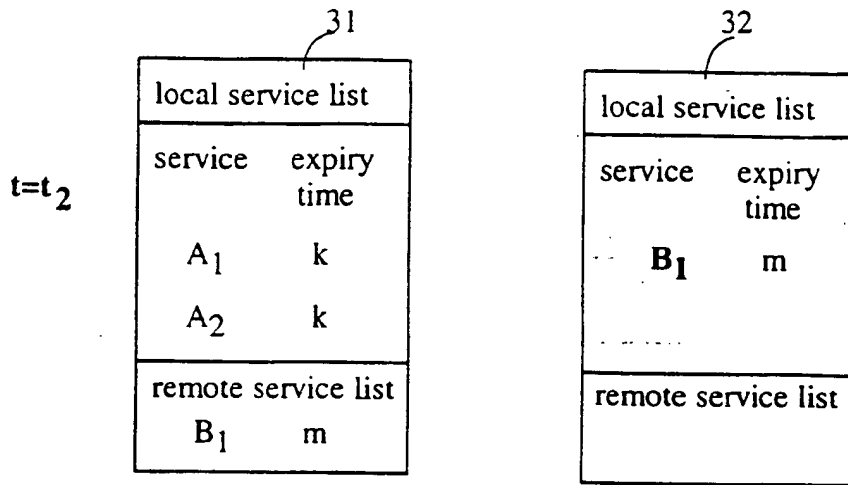 31
local service list
service expiry
time
t=t2
A1 k
A2 k
remote service list
B1 m
32
local service list
service expiry
time
B1 m
remote service list